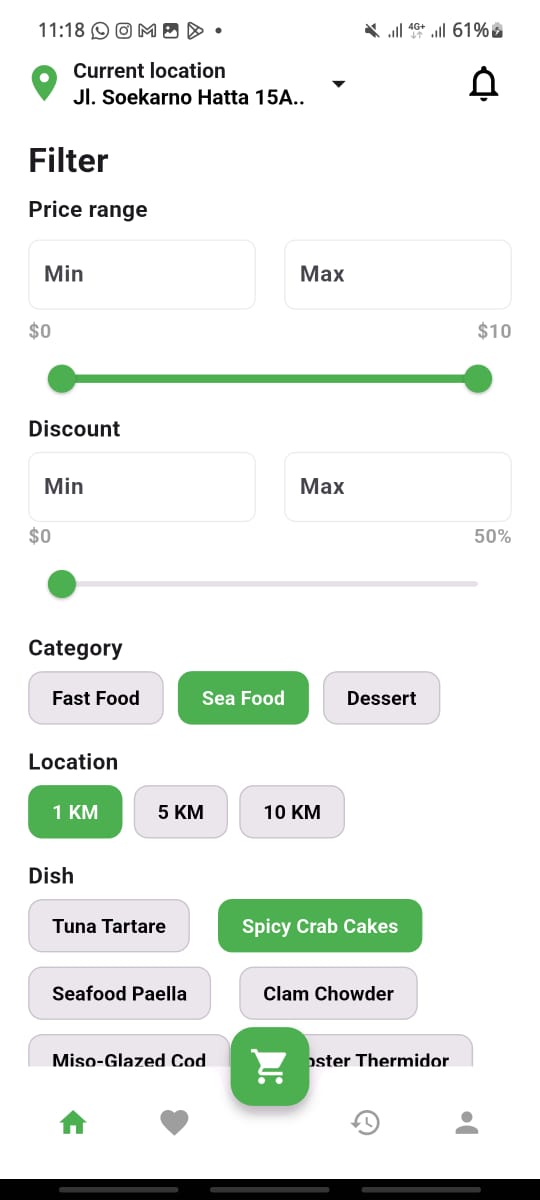 11:18
4G+
61%
Current location
Jl. Soekarno Hatta 15A..
Filter
Price range
Min Max
$0 $10
Discount
Min Max
$0 50%
Category
Fast Food Sea Food Dessert
Location
1 KM 5 KM 10 KM
Dish
Tuna Tartare Spicy Crab Cakes
Seafood Paella Clam Chowder
Miso-Glazed Cod Thermidor